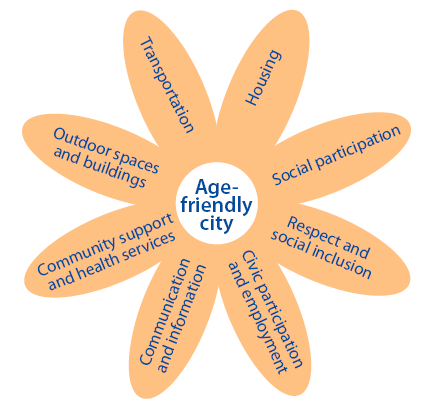 Age-
friendly
city
Transportation
Housing
Social participation
Respect and
social inclusion
Civic participation
and employment
Communication
and information
Community support
and health services
Outdoor spaces
and buildings